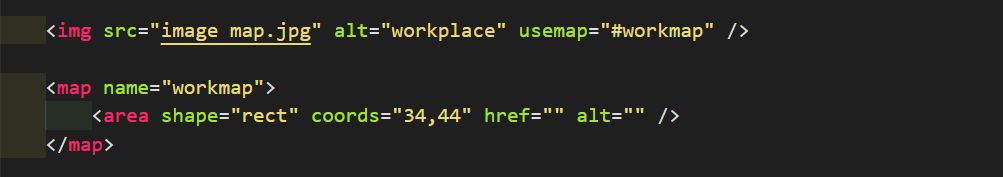 <img src="image map.jpg" alt="workplace" usemap="#workmap" />
<map name="workmap">
<area shape="rect" coords="34,44" href="" alt="" />
</map>